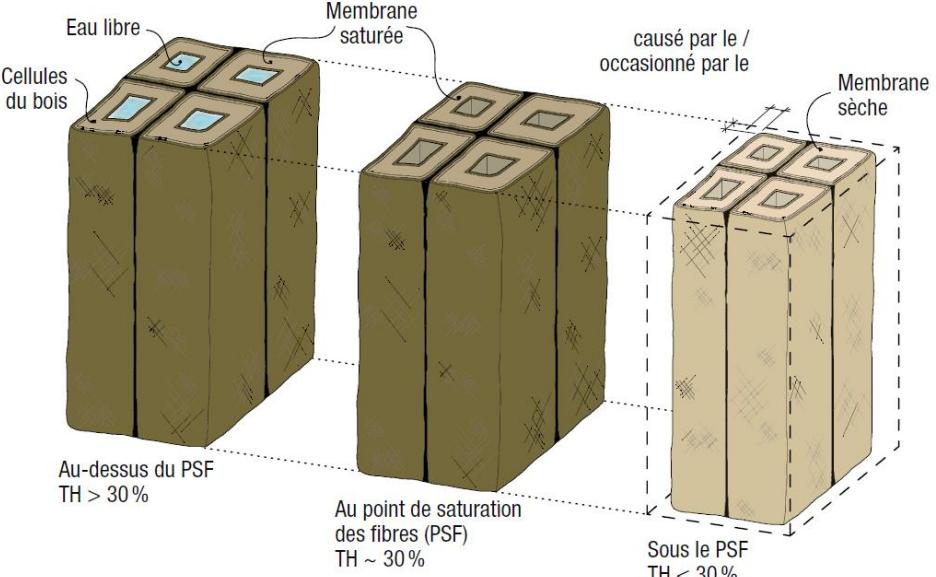 Eau libre
Membrane
saturée
Cellules
du bois
causé par le /
occasionné par le
Membrane
sèche
Au-dessus du PSF
TH > 30 %
Au point de saturation
des fibres (PSF)
TH ~ 30 %
Sous le PSF
TH < 30 %